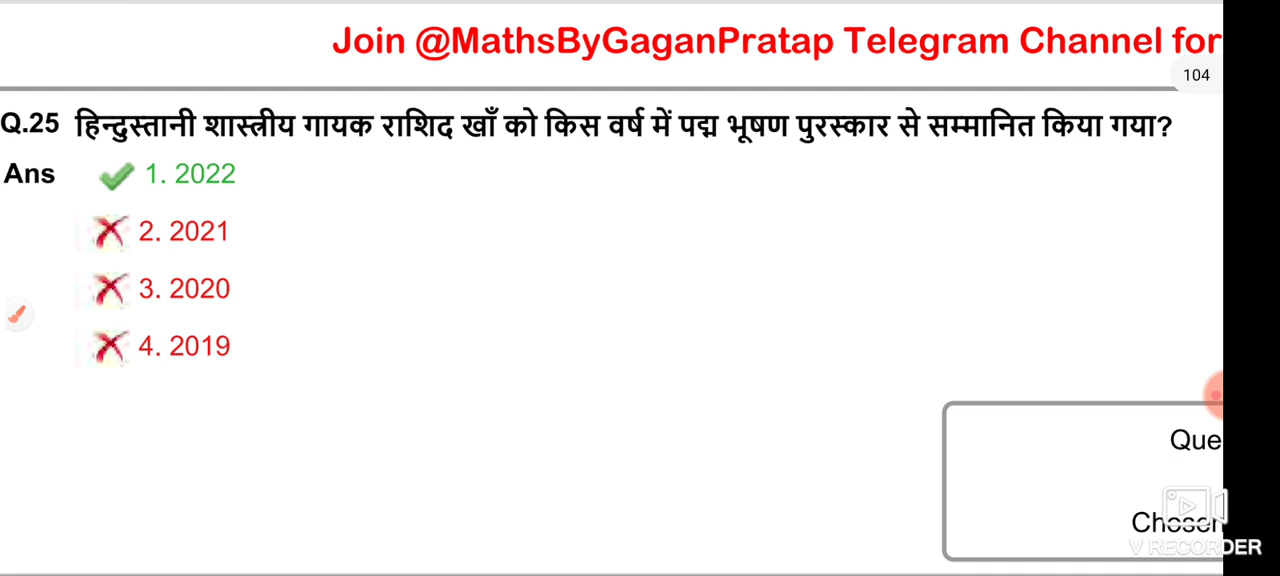 Join @MathsByGaganPratap Telegram Channel for
104
Q.25 हिन्दुस्तानी शास्त्रीय गायक राशिद खाँ को किस वर्ष में पद्म भूषण पुरस्कार से सम्मानित किया गया?
Ans 1. 2022
2. 2021
3. 2020
4. 2019
Que
Chosen
V RECORDER